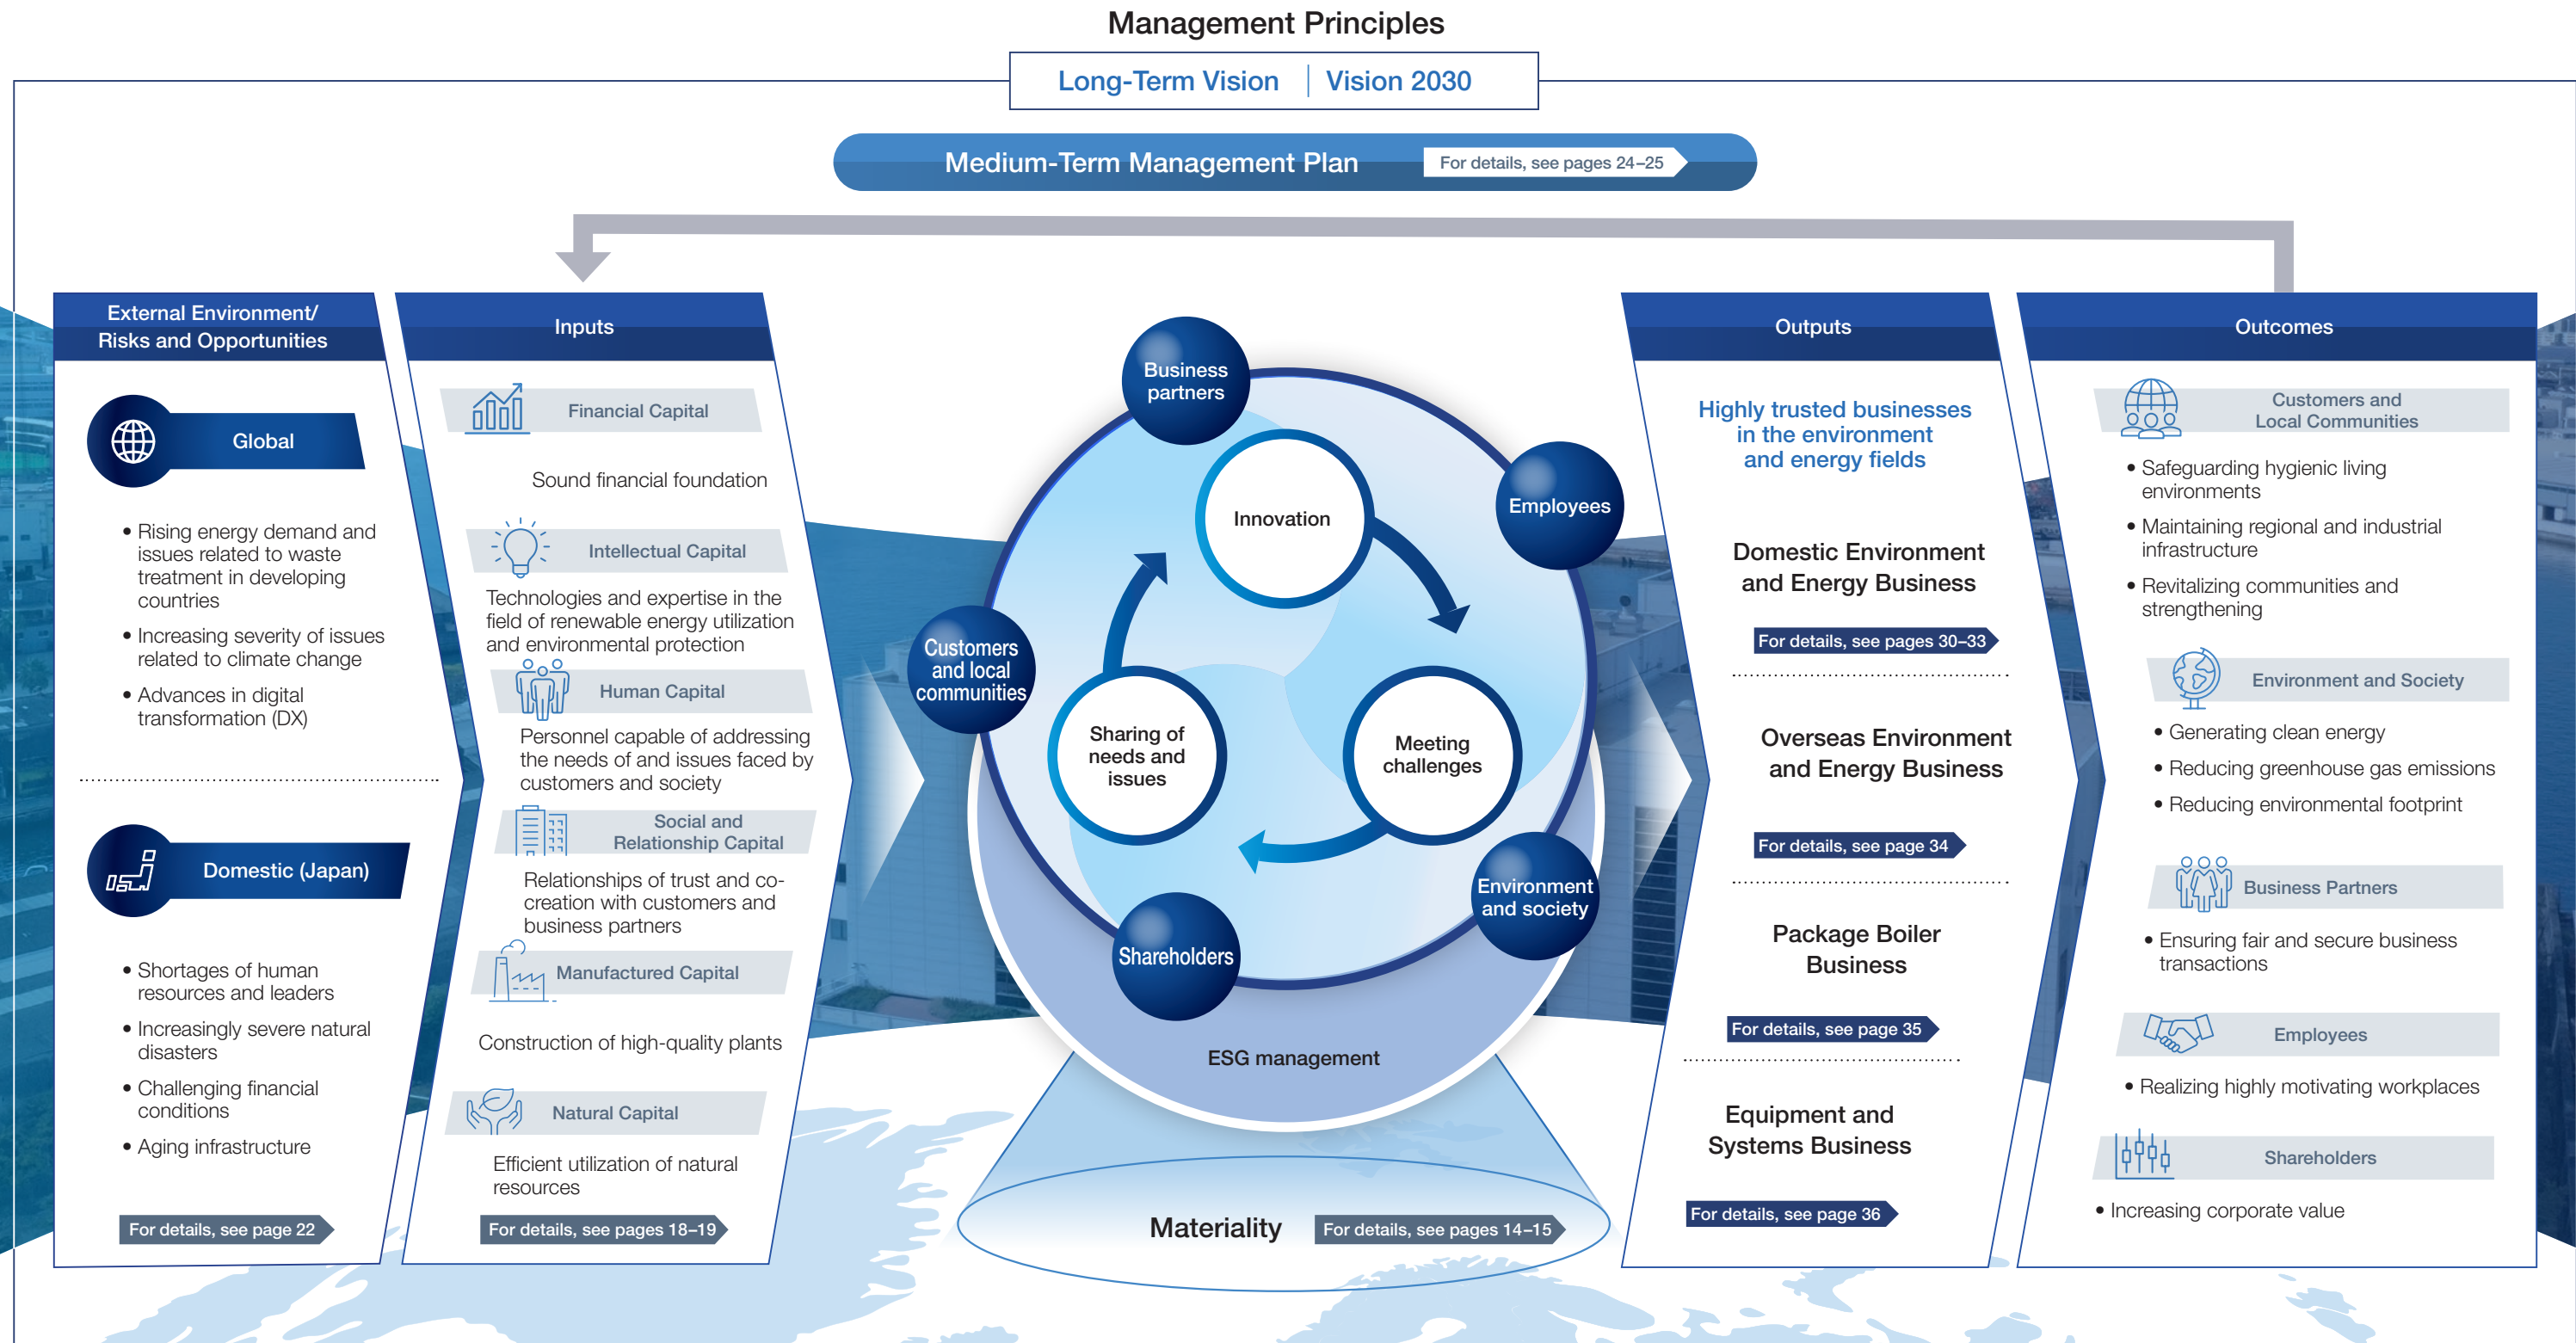 Management Principles
Long-Term Vision | Vision 2030
Medium-Term Management Plan
For details, see pages 24–25
External Environment/
Risks and Opportunities
Global
• Rising energy demand and
issues related to waste
treatment in developing
countries
• Increasing severity of issues
related to climate change
• Advances in digital
transformation (DX)
Domestic (Japan)
• Shortages of human
resources and leaders
• Increasingly severe natural
disasters
• Challenging financial
conditions
• Aging infrastructure
For details, see page 22
Inputs
Financial Capital
Sound financial foundation
Intellectual Capital
Technologies and expertise in the
field of renewable energy utilization
and environmental protection
Human Capital
Personnel capable of addressing
the needs of and issues faced by
customers and society
Social and
Relationship Capital
Relationships of trust and co-
creation with customers and
business partners
Manufactured Capital
Construction of high-quality plants
Natural Capital
Efficient utilization of natural
resources
For details, see pages 18–19
Business
partners
Employees
Customers
and local
communities
Innovation
Sharing of
needs and
issues
Meeting
challenges
Environment
and society
Shareholders
ESG management
Materiality
For details, see pages 14–15
Outputs
Highly trusted businesses
in the environment
and energy fields
Domestic Environment
and Energy Business
For details, see pages 30–33
Overseas Environment
and Energy Business
For details, see page 34
Package Boiler
Business
For details, see page 35
Equipment and
Systems Business
For details, see page 36
Outcomes
Customers and
Local Communities
• Safeguarding hygienic living
environments
• Maintaining regional and industrial
infrastructure
• Revitalizing communities and
strengthening
Environment and Society
• Generating clean energy
• Reducing greenhouse gas emissions
• Reducing environmental footprint
Business Partners
• Ensuring fair and secure business
transactions
Employees
• Realizing highly motivating workplaces
Shareholders
• Increasing corporate value